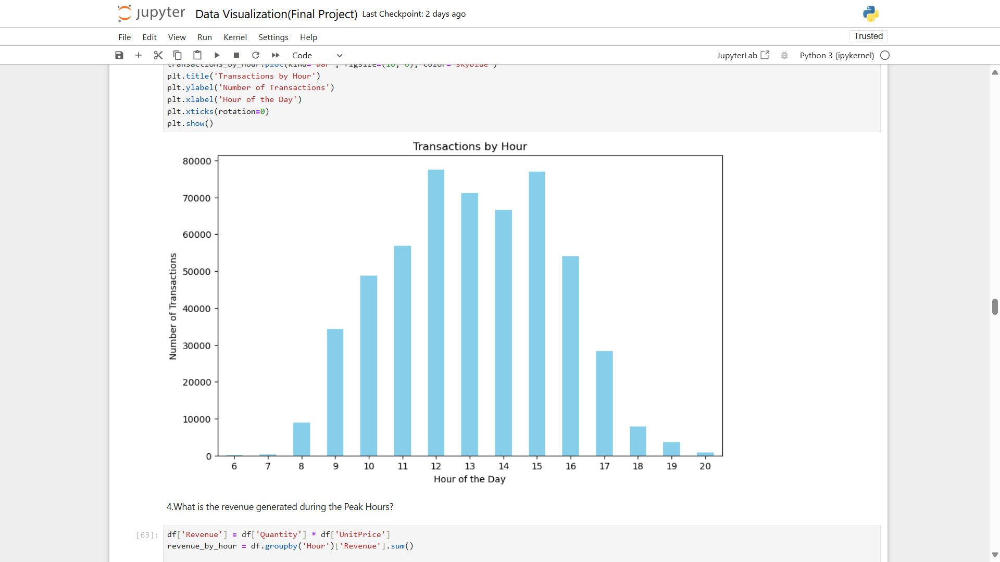 jupyter Data Visualization(Final Project) Last Checkpoint: 2 days ago
File Edit View Run Kernel Settings Help Trusted
Code JupyterLab Python 3 (ipykernel)
transactions_by_hour.plot(kind='bar', figsize=(10, 6), color='skyblue')
plt.title('Transactions by Hour')
plt.ylabel('Number of Transactions')
plt.xlabel('Hour of the Day')
plt.xticks(rotation=0)
plt.show()
Transactions by Hour
80000
70000
60000
50000
40000
30000
20000
10000
0
Number of Transactions
6 7 8 9 10 11 12 13 14 15 16 17 18 19 20
Hour of the Day
4.What is the revenue generated during the Peak Hours?
[63]: df['Revenue'] = df['Quantity'] * df['UnitPrice']
revenue_by_hour = df.groupby('Hour')['Revenue'].sum()